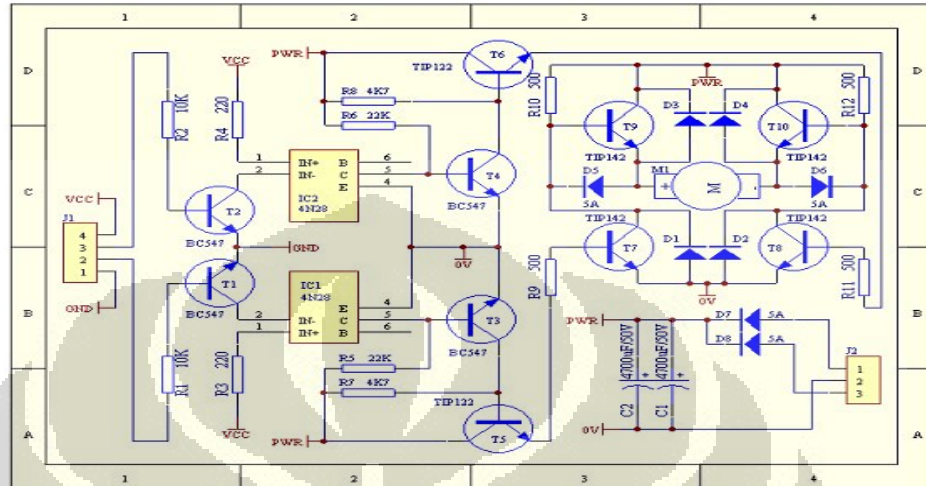 1 2 3 4
D
C
B
A
D
C
B
A
VCC
PWR
T6
TIP122
R2 10K
R4 220
R8 4K7
R6 22K
1 IN+ B 6
2 IN- C 5
E 4
IC2
4N28
T4
BC547
T2
BC547
VCC
J1
4
3
2
1
GND
GND
0V
T1
BC547
IC1
4N28
E 4
2 IN- C 5
1 IN+ B 6
T3
BC547
R1 10K
R3 220
R5 22K
R7 4K7
VCC
TIP122
PWR
T5
PWR
R10 500
R12 500
D3 D4
T9
TIP142
T10
TIP142
M1
+ M -
D5
5A
D6
5A
TIP142
T7
TIP142
T8
D1 D2
R9 500
R11 500
0V
PWR
D7 5A
D8 5A
J2
1
2
3
4700uF/50V
4700uF/50V
+ +
C2 C1
0V
1 2 3 4